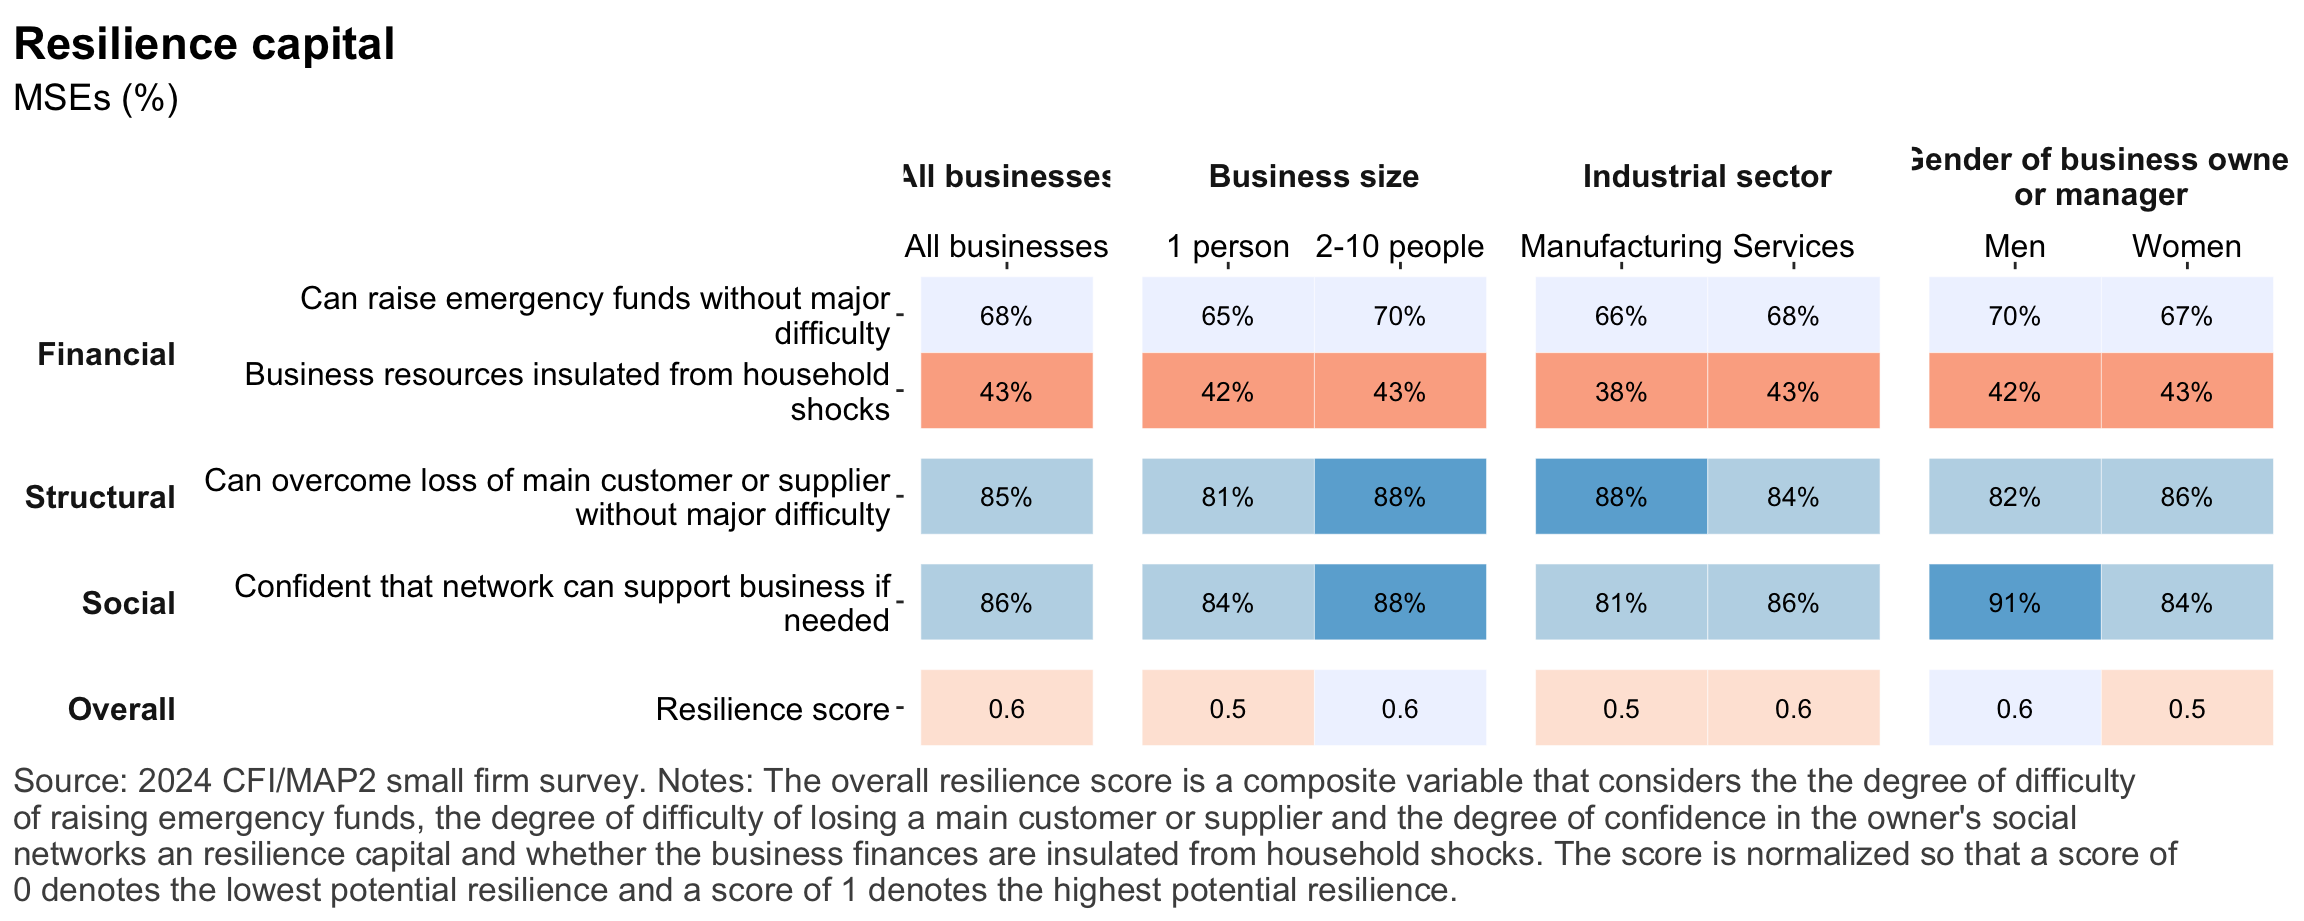 Resilience capital
MSEs (%)
All businesses
Business size
Industrial sector
Gender of business owne
or manager
All businesses
1 person
2-10 people
Manufacturing
Services
Men
Women
Financial
Can raise emergency funds without major
difficulty
68%
65%
70%
66%
68%
70%
67%
Business resources insulated from household
shocks
43%
42%
43%
38%
43%
42%
43%
Structural
Can overcome loss of main customer or supplier
without major difficulty
85%
81%
88%
88%
84%
82%
86%
Social
Confident that network can support business if
needed
86%
84%
88%
81%
86%
91%
84%
Overall
Resilience score
0.6
0.5
0.6
0.5
0.6
0.6
0.5
Source: 2024 CFI/MAP2 small firm survey. Notes: The overall resilience score is a composite variable that considers the the degree of difficulty
of raising emergency funds, the degree of difficulty of losing a main customer or supplier and the degree of confidence in the owner's social
networks an resilience capital and whether the business finances are insulated from household shocks. The score is normalized so that a score of
0 denotes the lowest potential resilience and a score of 1 denotes the highest potential resilience.